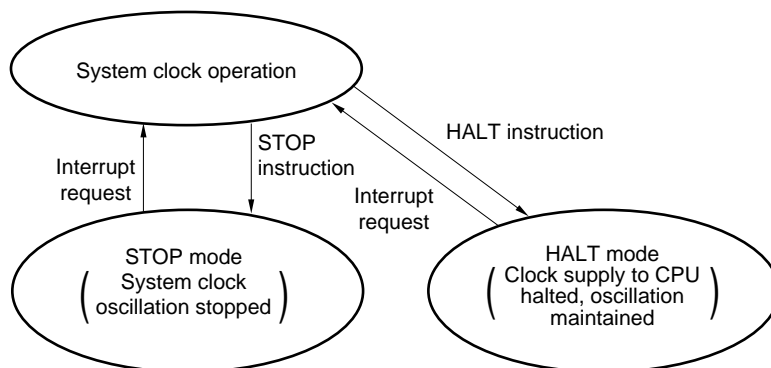 System clock operation
STOP
instruction
HALT instruction
Interrupt
request
Interrupt
request
STOP mode
( System clock
oscillation stopped )
HALT mode
( Clock supply to CPU
halted, oscillation
maintained )